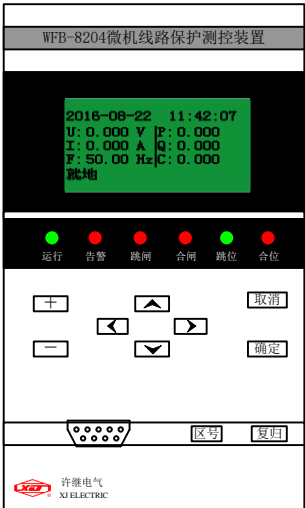 WFB-8204微机线路保护测控装置
2016-08-22 11:42:07
U: 0.000 V P: 0.000
I: 0.000 A Q: 0.000
F: 50.00 Hz C: 0.000
就地
运行 告警 跳闸 合闸 跳位 合位
+ 取消
- 确定
区号 复归
许继电气
XJ ELECTRIC